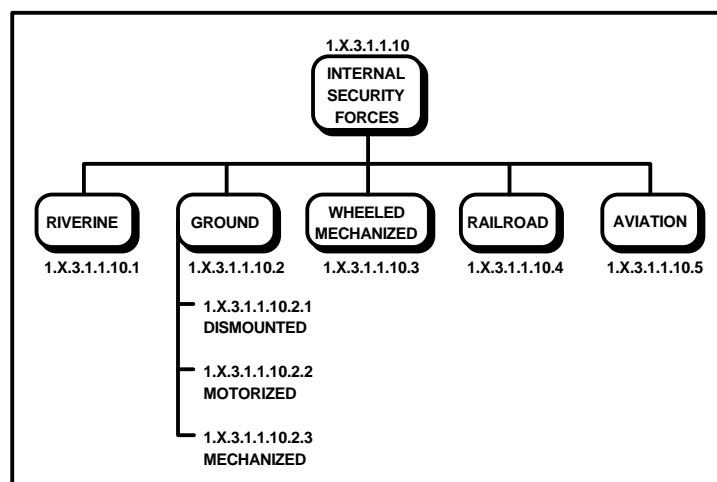 1.X.3.1.1.10
INTERNAL
SECURITY
FORCES
RIVERINE
1.X.3.1.1.10.1
GROUND
1.X.3.1.1.10.2
WHEELED
MECHANIZED
1.X.3.1.1.10.3
RAILROAD
1.X.3.1.1.10.4
AVIATION
1.X.3.1.1.10.5
1.X.3.1.1.10.2.1
DISMOUNTED
1.X.3.1.1.10.2.2
MOTORIZED
1.X.3.1.1.10.2.3
MECHANIZED